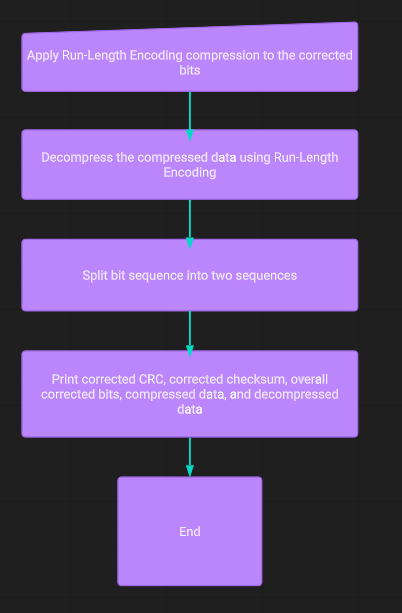 Apply Run-Length Encoding compression to the corrected
bits
Decompress the compressed data using Run-Length
Encoding
Split bit sequence into two sequences
Print corrected CRC, corrected checksum, overall
corrected bits, compressed data, and decompressed
data
End